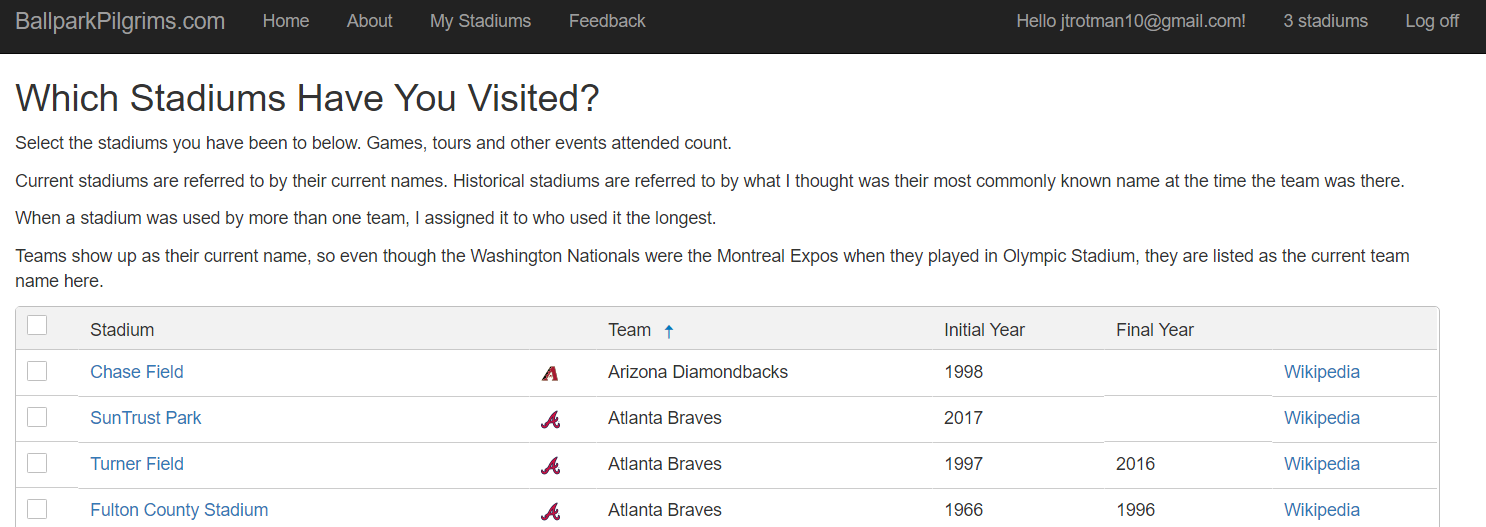 BallparkPilgrims.com Home About My Stadiums Feedback Hello jtrotman10@gmail.com! 3 stadiums Log off
Which Stadiums Have You Visited?
Select the stadiums you have been to below. Games, tours and other events attended count.
Current stadiums are referred to by their current names. Historical stadiums are referred to by what I thought was their most commonly known name at the time the team was there.
When a stadium was used by more than one team, I assigned it to who used it the longest.
Teams show up as their current name, so even though the Washington Nationals were the Montreal Expos when they played in Olympic Stadium, they are listed as the current team
name here.
Stadium Team Initial Year Final Year
Chase Field Arizona Diamondbacks 1998 Wikipedia
SunTrust Park Atlanta Braves 2017 Wikipedia
Turner Field Atlanta Braves 1997 2016 Wikipedia
Fulton County Stadium Atlanta Braves 1966 1996 Wikipedia